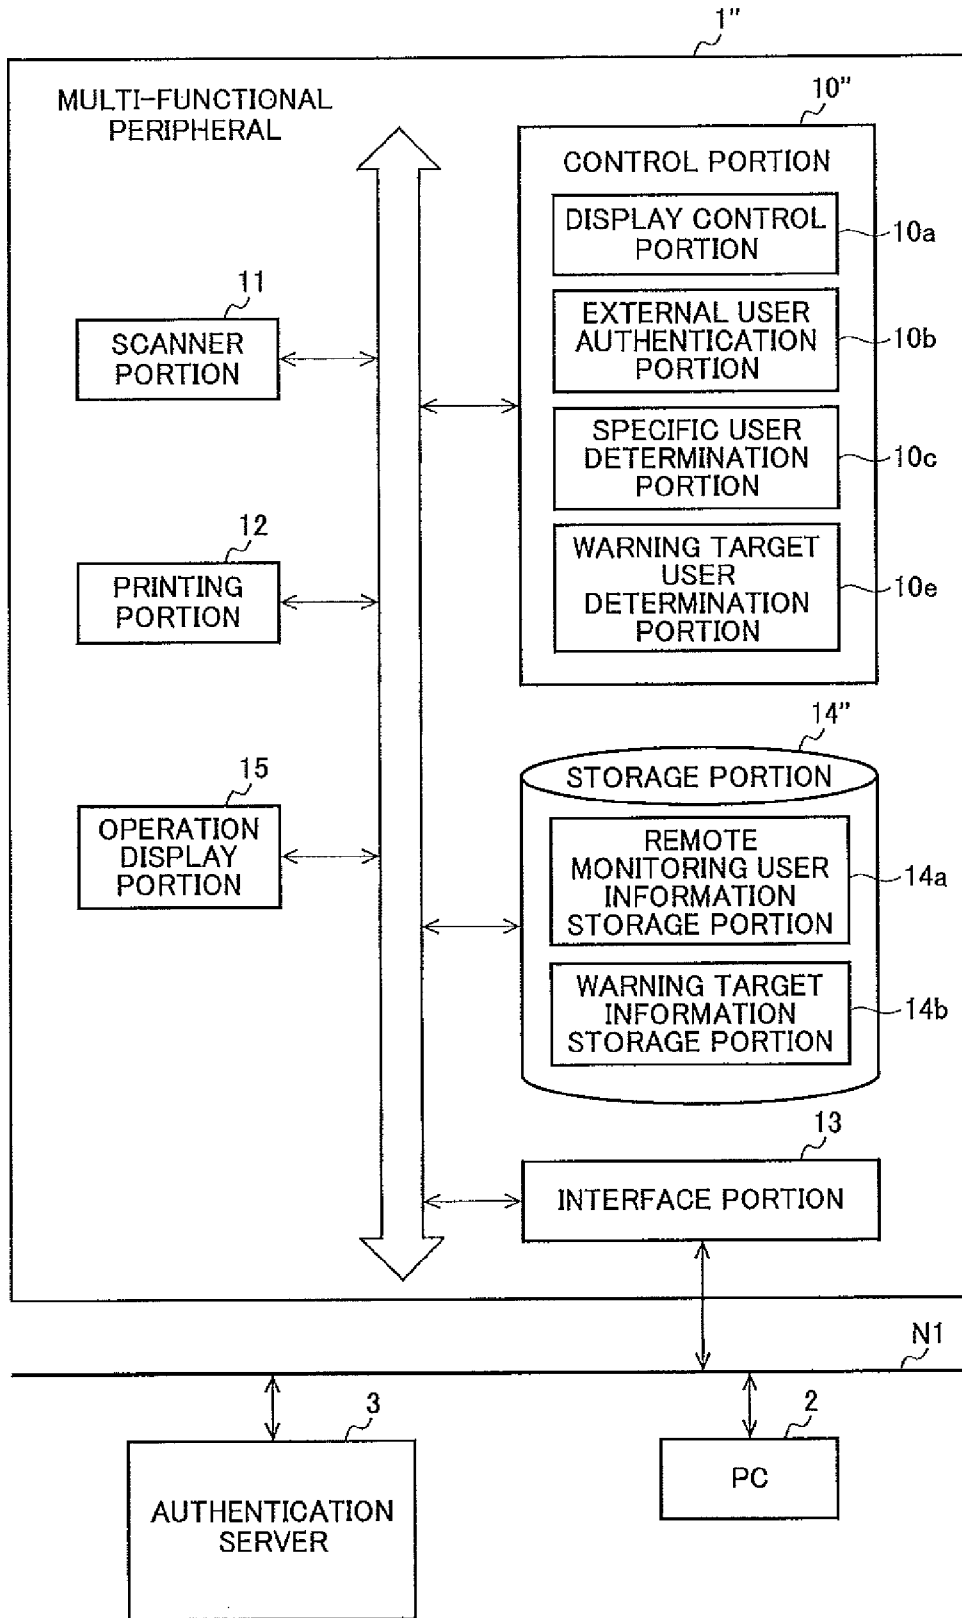 1"
MULTI-FUNCTIONAL
PERIPHERAL
10"
CONTROL PORTION
DISPLAY CONTROL
PORTION
10a
EXTERNAL USER
AUTHENTICATION
PORTION
10b
SPECIFIC USER
DETERMINATION
PORTION
10c
WARNING TARGET
USER
DETERMINATION
PORTION
10e
11
SCANNER
PORTION
12
PRINTING
PORTION
15
OPERATION
DISPLAY
PORTION
14"
STORAGE PORTION
REMOTE
MONITORING USER
INFORMATION
STORAGE PORTION
14a
WARNING TARGET
INFORMATION
STORAGE PORTION
14b
13
INTERFACE PORTION
N1
3
AUTHENTICATION
SERVER
2
PC